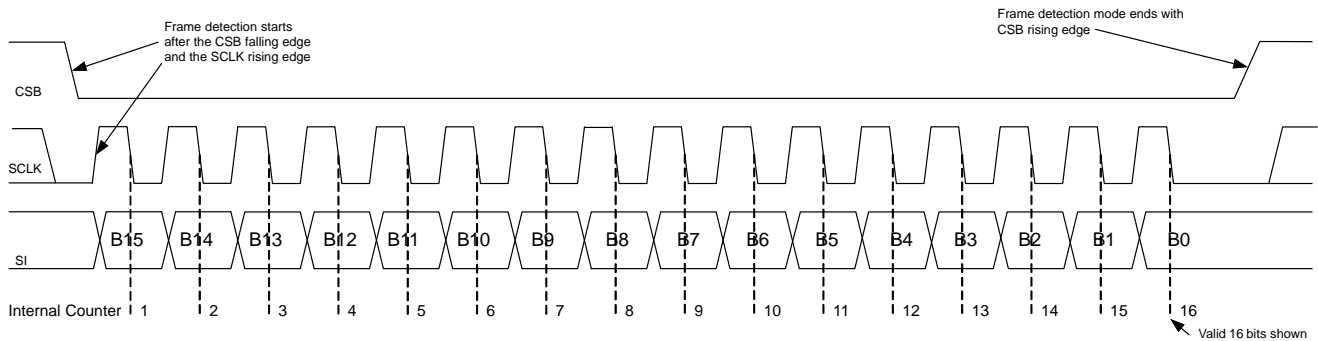 Frame detection starts
after the CSB falling edge
and the SCLK rising edge
Frame detection mode ends with
CSB rising edge
CSB
SCLK
SI
B15 B14 B13 B12 B11 B10 B9 B8 B7 B6 B5 B4 B3 B2 B1 B0
Internal Counter 1 2 3 4 5 6 7 8 9 10 11 12 13 14 15 16
Valid 16 bits shown